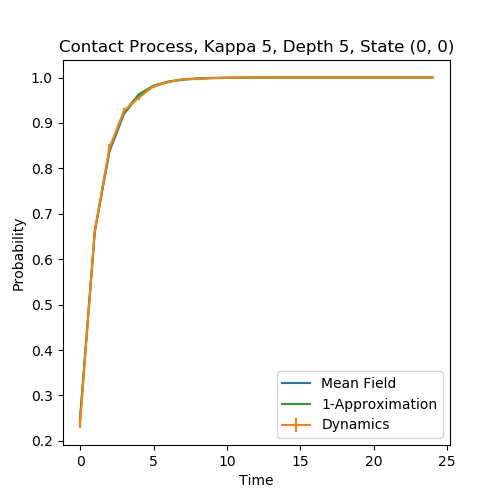 Contact Process, Kappa 5, Depth 5, State (0, 0)
1.0
0.9
0.8
0.7
0.6
0.5
0.4
0.3
0.2
Probability
Mean Field
1-Approximation
Dynamics
0 5 10 15 20 25
Time